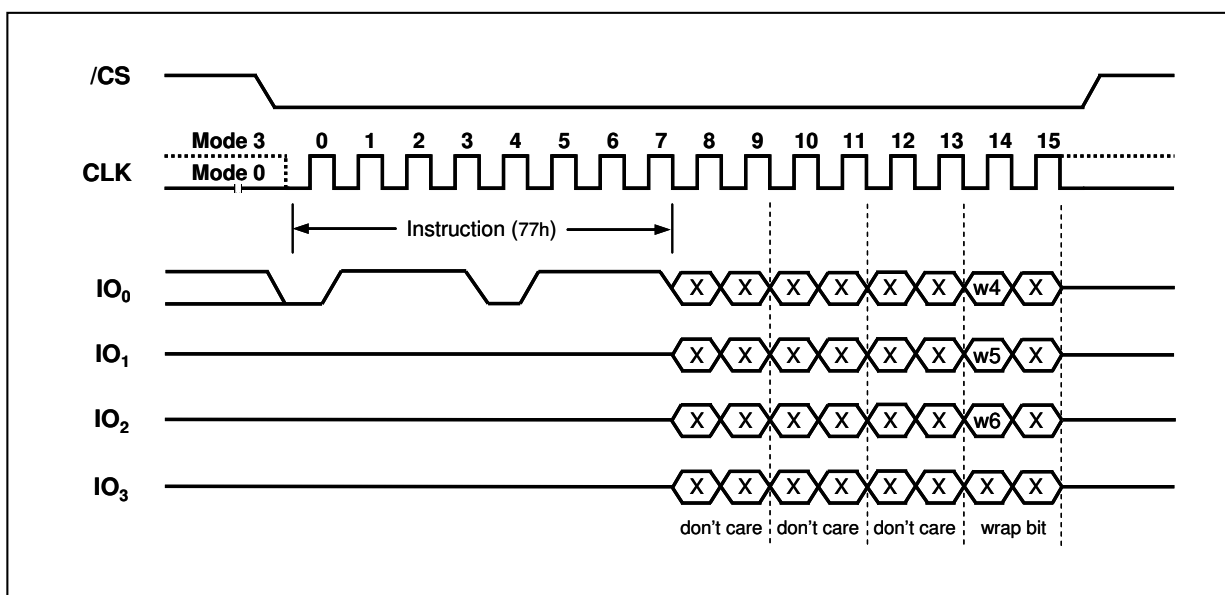 /CS
Mode 3 0 1 2 3 4 5 6 7 8 9 10 11 12 13 14 15
CLK Mode 0
Instruction (77h)
IO0 X X X X X X w4 X
IO1 X X X X X X w5 X
IO2 X X X X X X w6 X
IO3 X X X X X X X X
don't care don't care don't care wrap bit